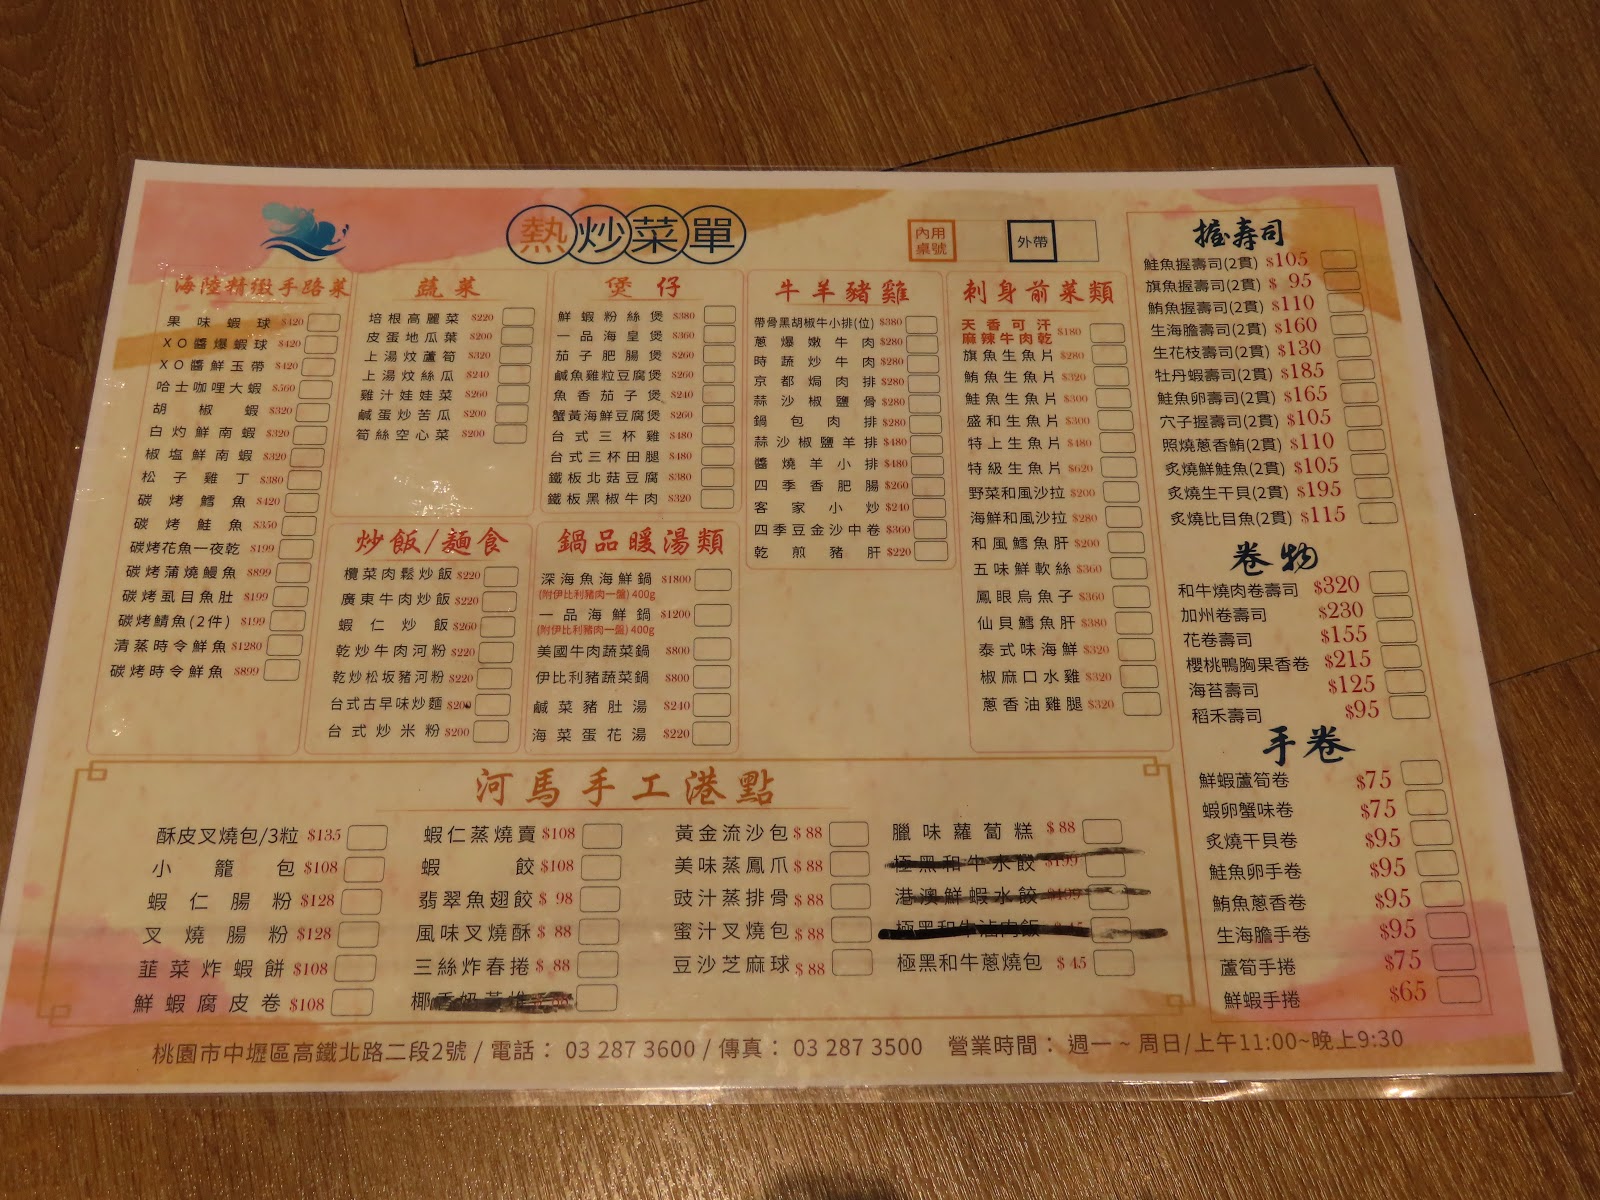 熱炒菜單
內用桌號
外帶
海陸精緻手路菜
果味蝦球 $420
XO醬爆蝦球 $420
XO醬鮮玉帶 $420
哈士咖哩大蝦 $560
胡椒蝦 $320
白灼鮮南蝦 $320
椒塩鮮南蝦 $320
松子雞丁 $380
碳烤鱈魚 $420
碳烤鮭魚 $350
碳烤花魚一夜乾 $199
碳烤蒲燒鰻魚 $899
碳烤虱目魚肚 $199
碳烤鯖魚(2件) $199
清蒸時令鮮魚 $1280
碳烤時令鮮魚 $899
蔬菜
培根高麗菜 $220
皮蛋地瓜葉 $200
上湯炆蘆筍 $320
上湯炆絲瓜 $240
雞汁娃娃菜 $260
鹹蛋炒苦瓜 $200
筍絲空心菜 $200
煲仔
鮮蝦粉絲煲 $380
一品海皇煲 $360
茄子肥腸煲 $260
鹹魚雞粒豆腐煲 $260
魚香茄子煲 $240
蟹黃海鮮豆腐煲 $260
台式三杯雞 $480
台式三杯田腿 $480
鐵板北菇豆腐 $380
鐵板黑椒牛肉 $320
牛羊豬雞
帶骨黑胡椒牛小排(位) $380
蔥爆嫩牛肉 $280
時蔬炒牛肉 $280
京都焗肉排 $280
蒜沙椒鹽骨 $280
鍋包肉排 $280
蒜沙椒鹽羊排 $480
醬燒羊小排 $480
四季香肥腸 $260
客家小炒 $240
四季豆金沙中卷 $360
乾煎豬肝 $220
刺身前菜類
天香可汗
麻辣牛肉乾 $180
旗魚生魚片 $280
鮪魚生魚片 $320
鮭魚生魚片 $300
盛和生魚片 $300
特上生魚片 $480
特級生魚片 $620
野菜和風沙拉 $200
海鮮和風沙拉 $280
和風鱈魚肝 $200
五味鮮軟絲 $360
鳳眼烏魚子 $360
仙貝鱈魚肝 $380
泰式味海鮮 $320
椒麻口水雞 $320
蔥香油雞腿 $320
炒飯/麵食
欖菜肉鬆炒飯 $220
廣東牛肉炒飯 $220
蝦仁炒飯 $260
乾炒牛肉河粉 $220
乾炒松坂豬河粉 $220
台式古早味炒麵 $200
台式炒米粉 $200
鍋品暖湯類
深海魚海鮮鍋 $1800
(附伊比利豬肉一盤) 400g
一品海鮮鍋 $1200
(附伊比利豬肉一盤) 400g
美國牛肉蔬菜鍋 $800
伊比利豬蔬菜鍋 $800
鹹菜豬肚湯 $240
海菜蛋花湯 $220
握壽司
鮭魚握壽司(2貫) $105
旗魚握壽司(2貫) $ 95
鮪魚握壽司(2貫) $110
生海膽壽司(2貫) $160
生花枝壽司(2貫) $130
牡丹蝦壽司(2貫) $185
鮭魚卵壽司(2貫) $165
穴子握壽司(2貫) $105
照燒蔥香鮪(2貫) $110
炙燒鮮鮭魚(2貫) $105
炙燒生干貝(2貫) $195
炙燒比目魚(2貫) $115
卷物
和牛燒肉卷壽司 $320
加州卷壽司 $230
花卷壽司 $155
櫻桃鴨胸果香卷 $215
海苔壽司 $125
稻禾壽司 $95
手卷
鮮蝦蘆筍卷 $75
蝦卵蟹味卷 $75
炙燒干貝卷 $95
鮭魚卵手卷 $95
鮪魚蔥香卷 $95
生海膽手卷 $95
蘆筍手捲 $75
鮮蝦手捲 $65
河馬手工港點
酥皮叉燒包/3粒 $135
小籠包 $108
蝦仁腸粉 $128
叉燒腸粉 $128
韮菜炸蝦餅 $108
鮮蝦腐皮卷 $108
蝦仁蒸燒賣 $108
蝦餃 $108
翡翠魚翅餃 $ 98
風味叉燒酥 $ 88
三絲炸春捲 $ 88
椰香奶
黃金流沙包 $ 88
美味蒸鳳爪 $ 88
豉汁蒸排骨 $ 88
蜜汁叉燒包 $ 88
豆沙芝麻球 $ 88
臘味蘿蔔糕 $ 88
極黑和牛水餃 $199
港澳鮮蝦水餃 $199
極黑和牛 $ 45
極黑和牛蔥燒包 $ 45
桃園市中壢區高鐵北路二段2號 / 電話： 03 287 3600 / 傳真： 03 287 3500 營業時間： 週一 ~ 周日/上午11:00~晚上9:30